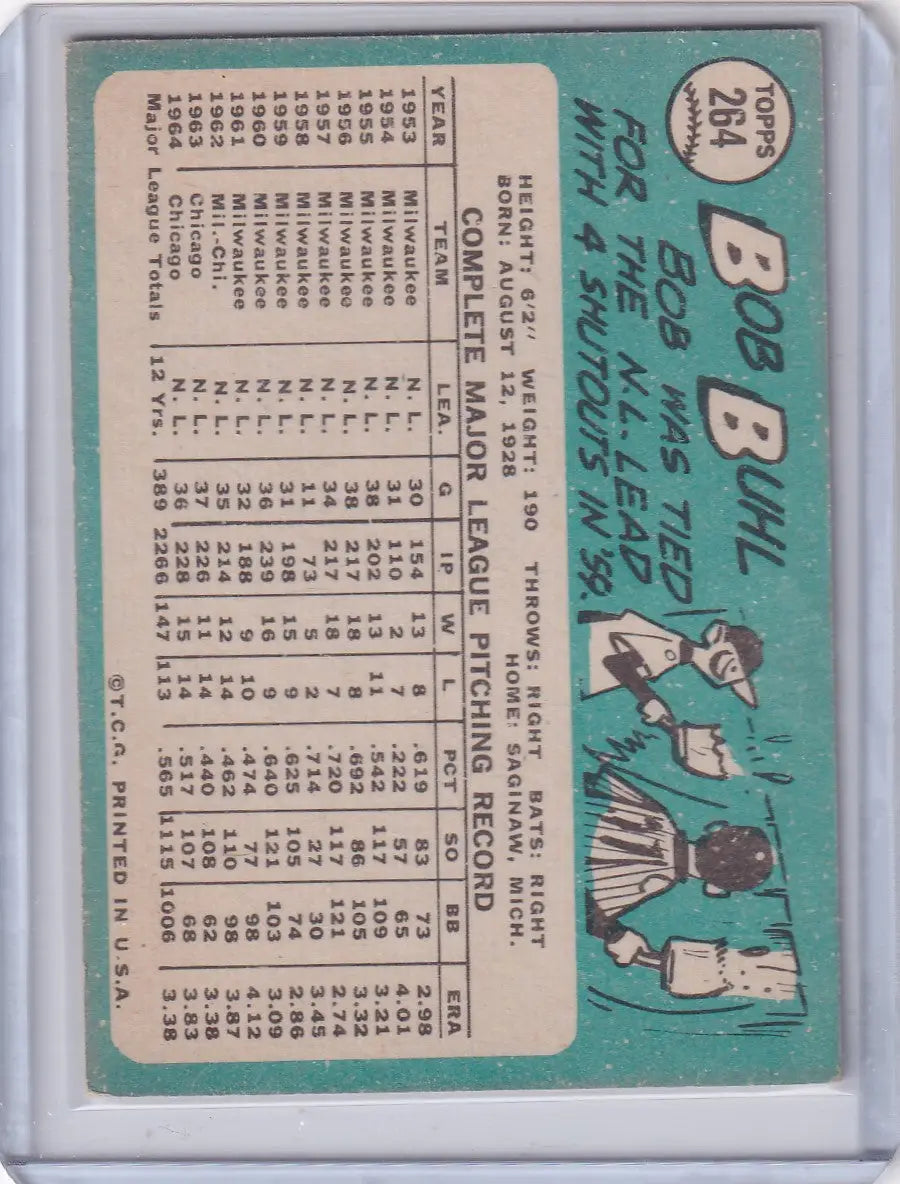 TOPPS
264
BOB BUHL
BOB WAS TIED
FOR THE N.L. LEAD
WITH 4 SHUTOUTS IN '59.
HEIGHT: 6/2" WEIGHT: 190 THROWS: RIGHT BATS: RIGHT
BORN: AUGUST 12, 1928 HOME: SAGINAW, MICH.
COMPLETE MAJOR LEAGUE PITCHING RECORD
YEAR TEAM LEA. G IP W L PCT SO BB ERA
1953 Milwaukee N. L. 30 154 13 8 .619 83 73 2.98
1954 Milwaukee N. L. 31 110 2 7 .222 57 65 4.01
1955 Milwaukee N. L. 38 202 13 11 .542 117 109 3.21
1956 Milwaukee N. L. 38 217 18 8 .692 86 105 3.32
1957 Milwaukee N. L. 34 217 18 7 .720 117 121 2.74
1958 Milwaukee N. L. 11 73 5 2 .714 27 30 3.45
1959 Milwaukee N. L. 31 198 15 9 .625 105 74 2.86
1960 Milwaukee N. L. 36 239 16 9 .640 121 103 3.09
1961 Milwaukee N. L. 32 188 9 10 .474 77 98 4.12
1962 Mil.-Chi. N. L. 35 214 12 14 .462 110 98 3.87
1963 Chicago N. L. 37 226 11 14 .440 108 62 3.38
1964 Chicago N. L. 36 228 15 14 .517 107 68 3.83
Major League Totals 12 Yrs. 389 2266 147 113 .565 1115 1006 3.38
©T.C.G. PRINTED IN U.S.A.